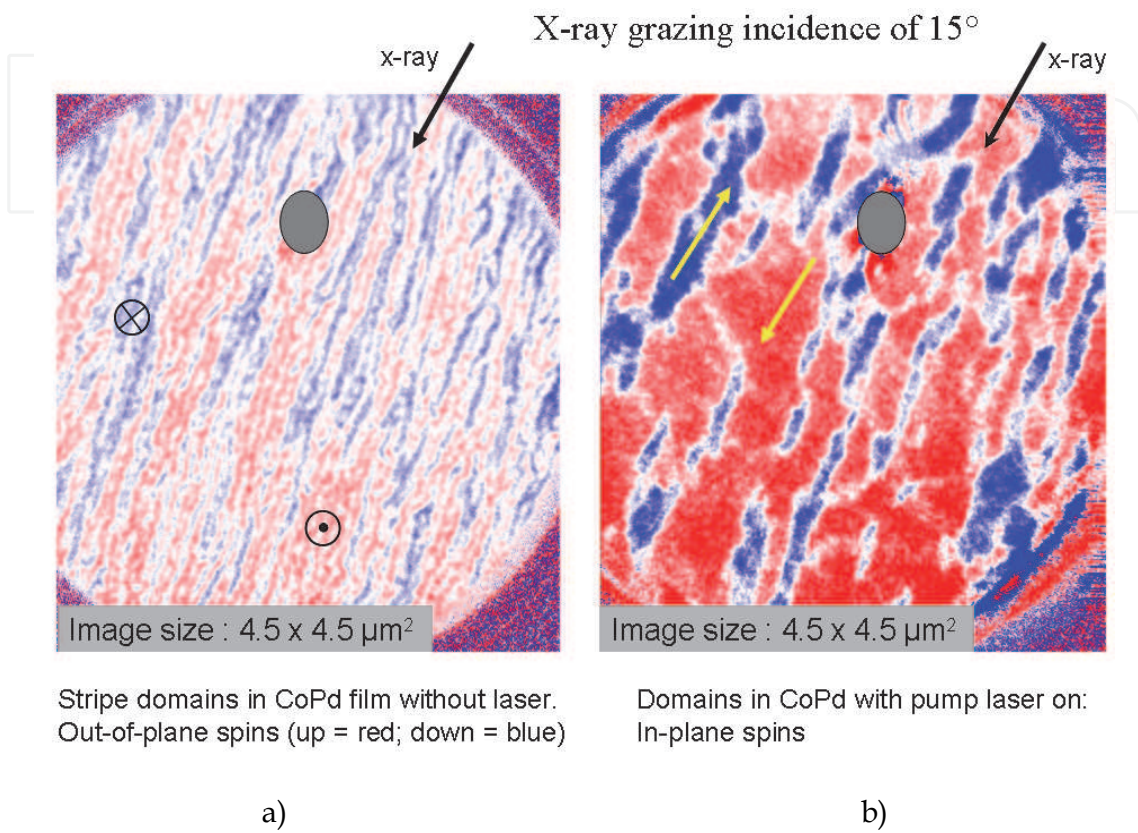 X-ray grazing incidence of 15°
x-ray
x-ray
Image size : 4.5 x 4.5 μm²
Image size : 4.5 x 4.5 μm²
Stripe domains in CoPd film without laser.
Out-of-plane spins (up = red; down = blue)
Domains in CoPd with pump laser on:
In-plane spins
a)
b)